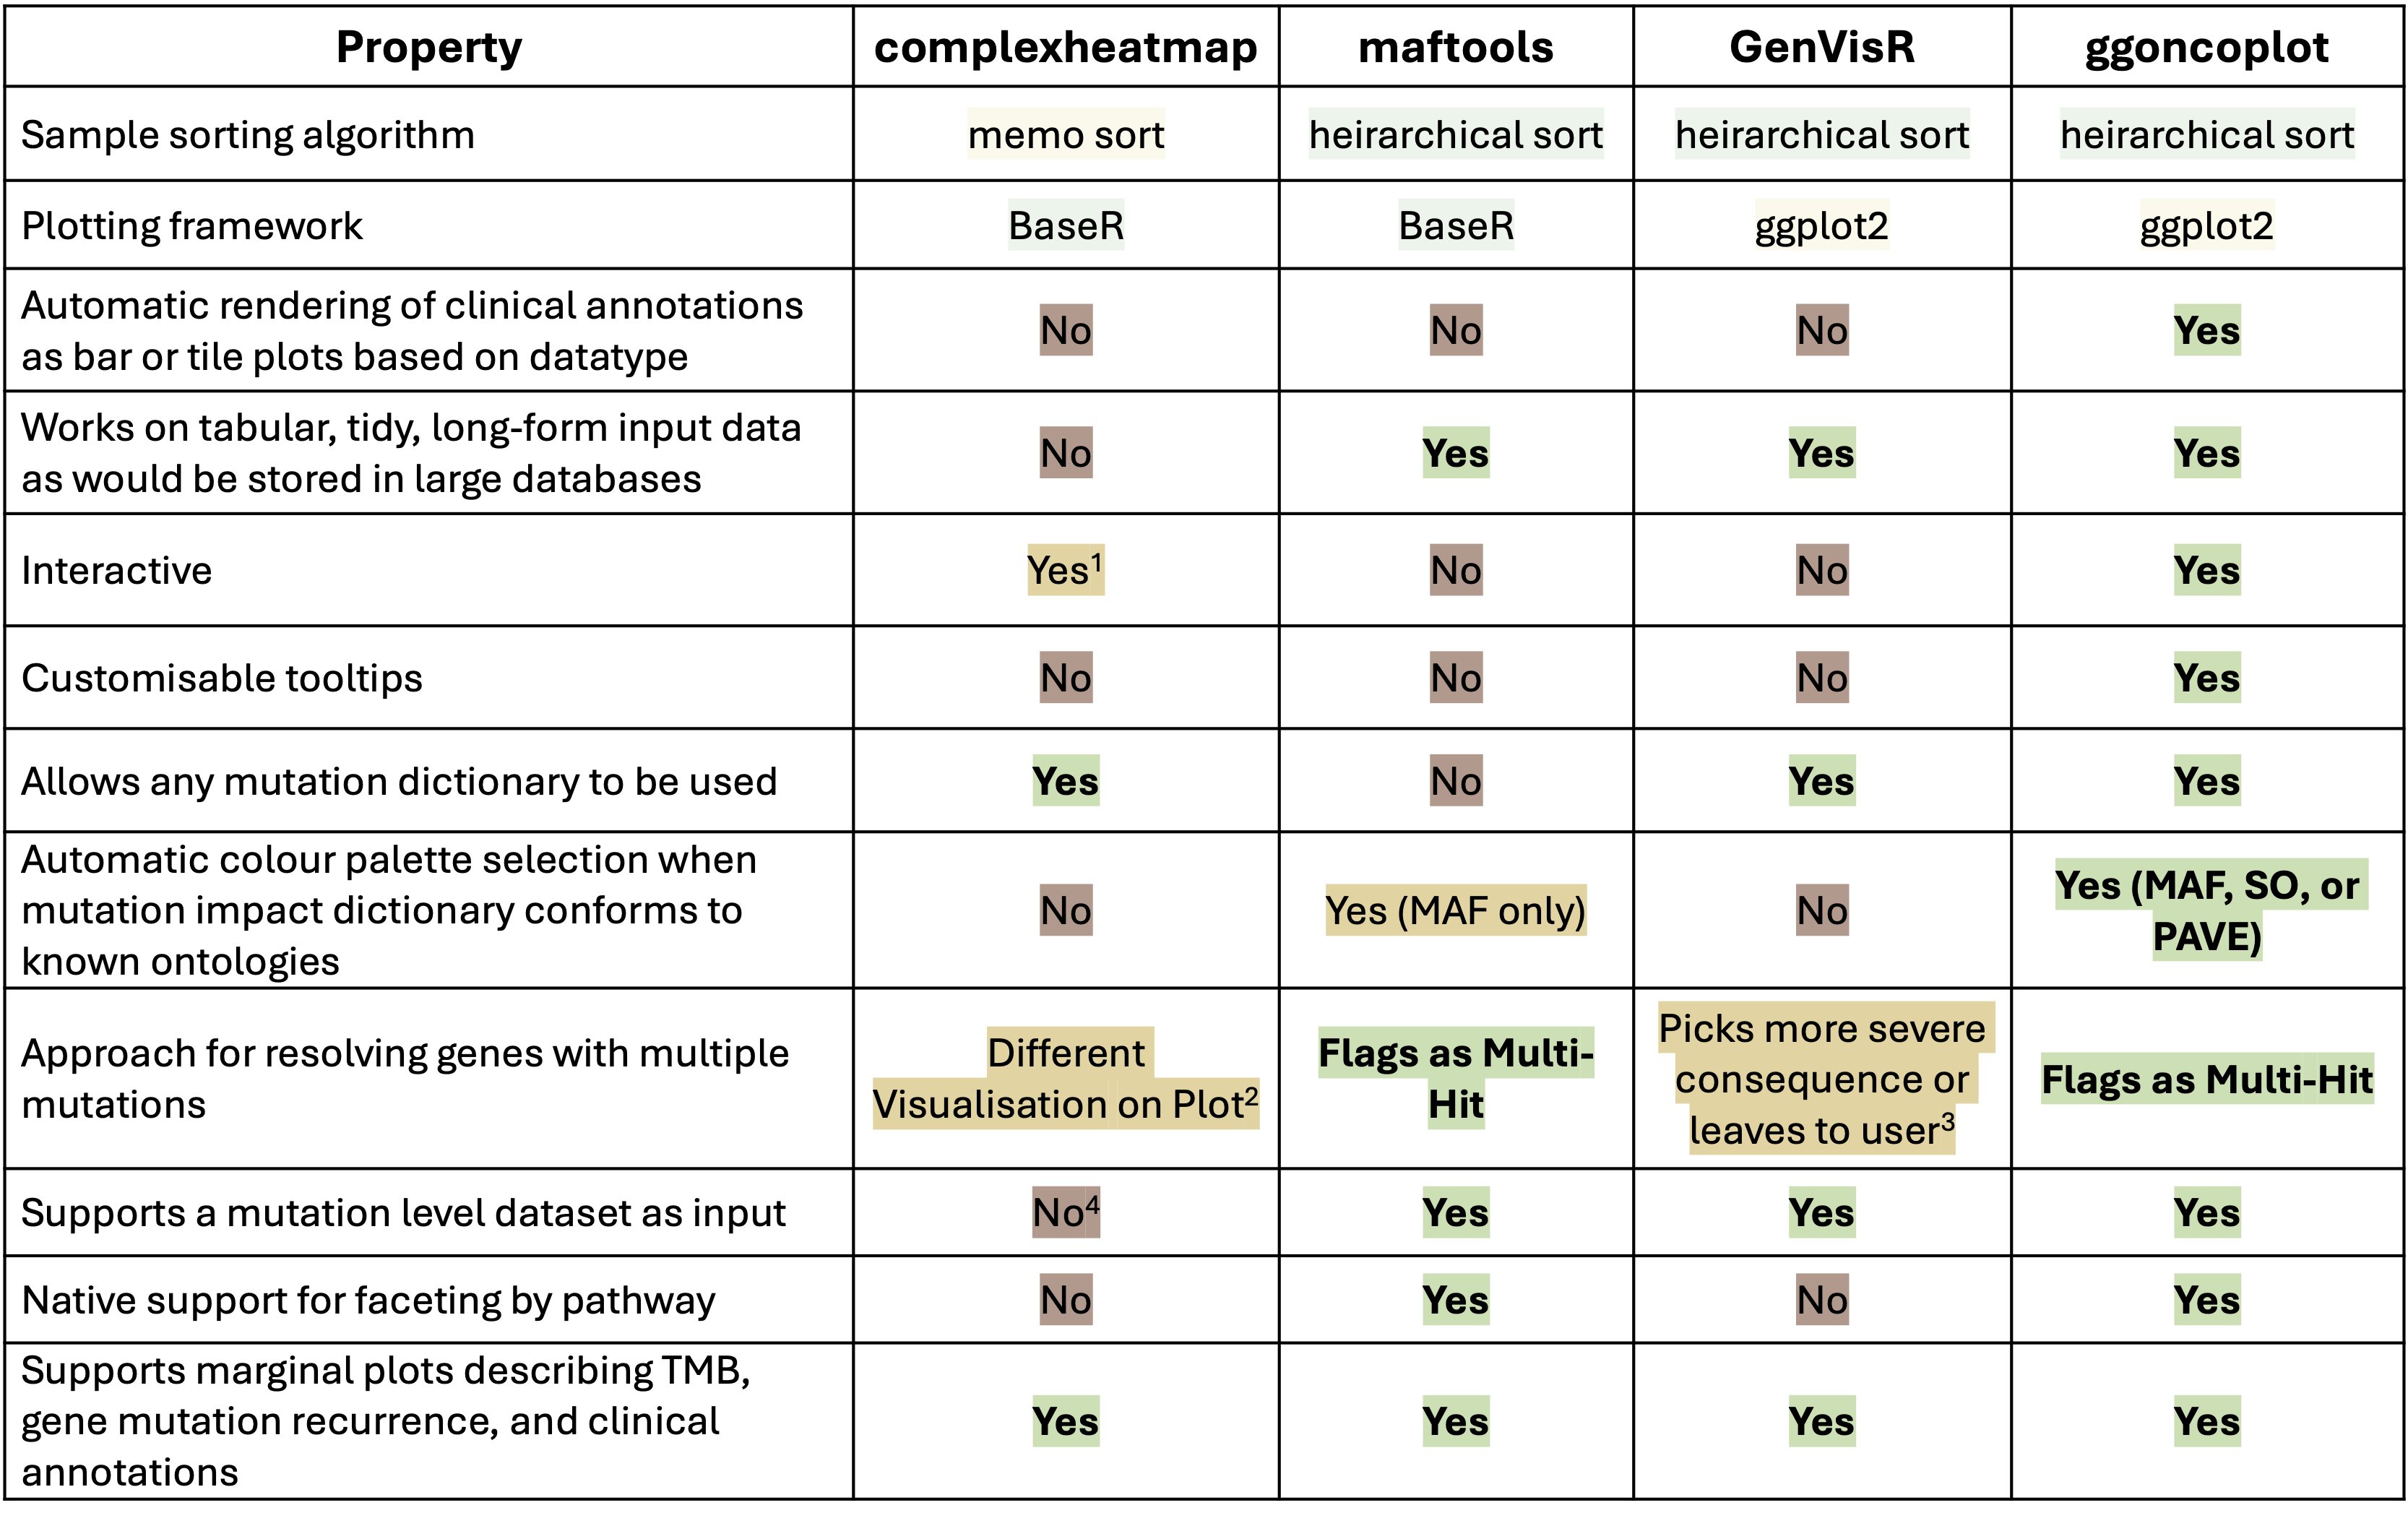 Property complexheatmap maftools GenVisR ggoncoplot
Sample sorting algorithm memo sort heirarchical sort heirarchical sort heirarchical sort
Plotting framework BaseR BaseR ggplot2 ggplot2
Automatic rendering of clinical annotations
as bar or tile plots based on datatype
No No No Yes
Works on tabular, tidy, long-form input data
as would be stored in large databases
No Yes Yes Yes
Interactive Yes¹ No No Yes
Customisable tooltips No No No Yes
Allows any mutation dictionary to be used Yes No Yes Yes
Automatic colour palette selection when
mutation impact dictionary conforms to
known ontologies
No Yes (MAF only) No
Yes (MAF, SO, or
PAVE)
Approach for resolving genes with multiple
mutations
Different
Visualisation on Plot²
Flags as Multi-
Hit
Picks more severe
consequence or
leaves to user³
Flags as Multi-Hit
Supports a mutation level dataset as input No⁴ Yes Yes Yes
Native support for faceting by pathway No Yes No Yes
Supports marginal plots describing TMB,
gene mutation recurrence, and clinical
annotations
Yes Yes Yes Yes